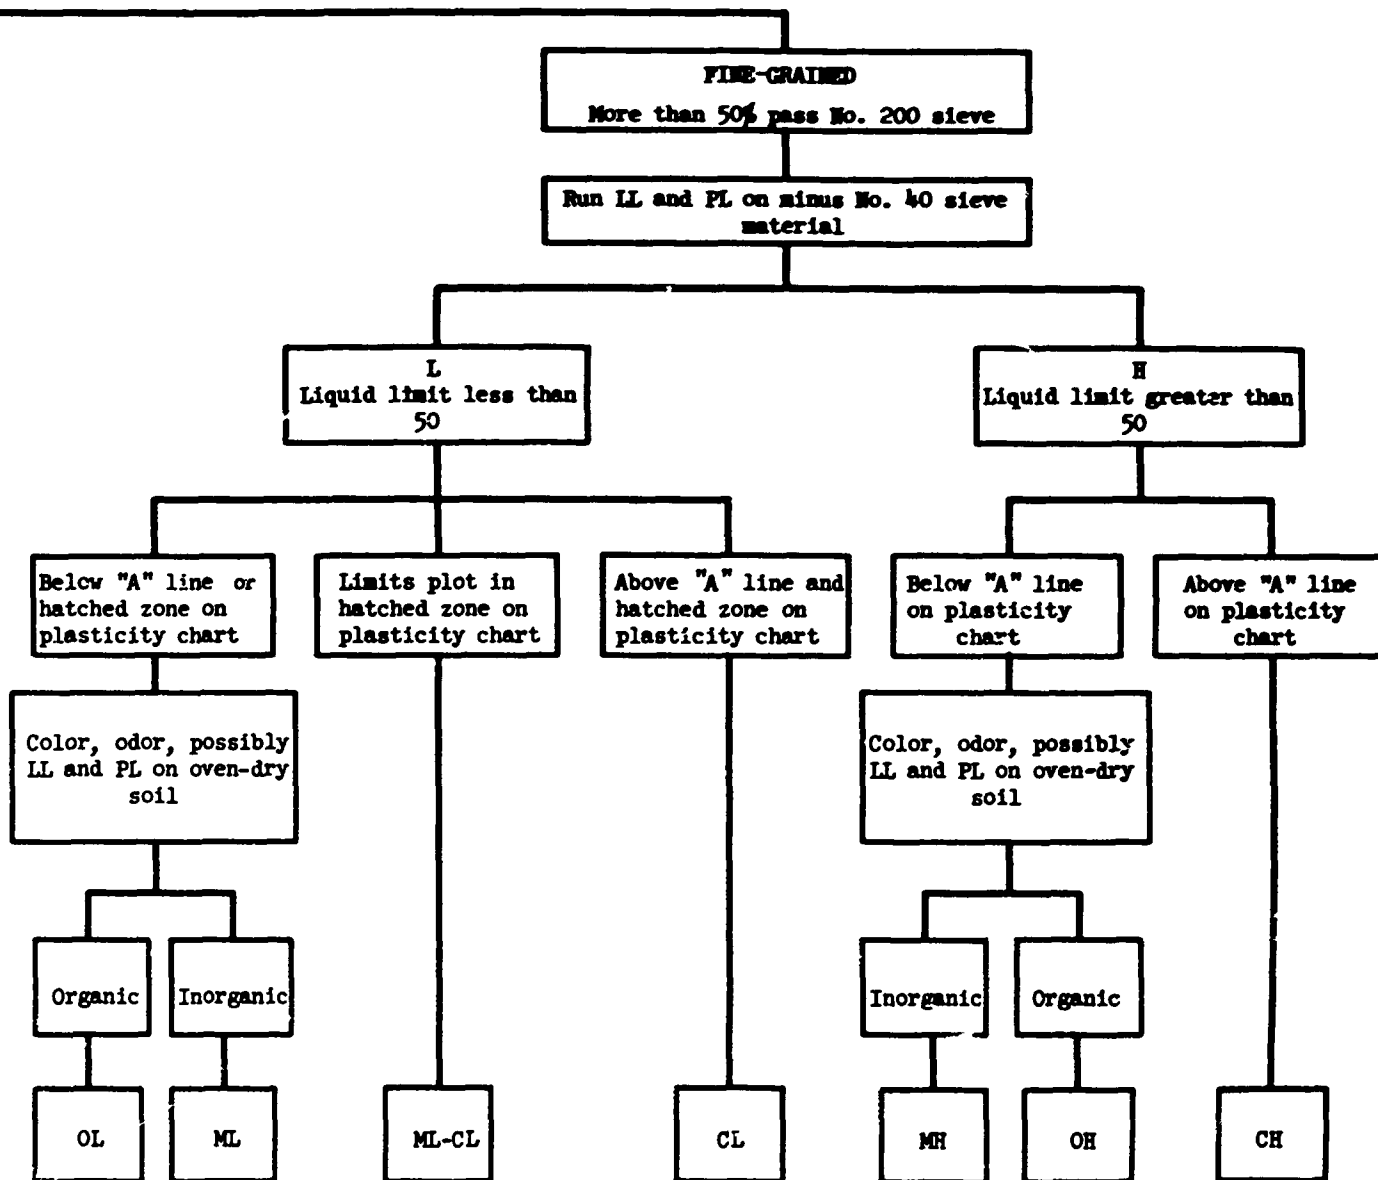 FINE-GRAINED
More than 50% pass No. 200 sieve
Run LL and PL on minus No. 40 sieve
material
L
Liquid limit less than
50
H
Liquid limit greater than
50
Below "A" line or
hatched zone on
plasticity chart
Limits plot in
hatched zone on
plasticity chart
Above "A" line and
hatched zone on
plasticity chart
Below "A" line
on plasticity
chart
Above "A" line
on plasticity
chart
Color, odor, possibly
LL and PL on oven-dry
soil
Color, odor, possibly
LL and PL on oven-dry
soil
Organic
Inorganic
Inorganic
Organic
OL
ML
ML-CL
CL
MH
OH
CH